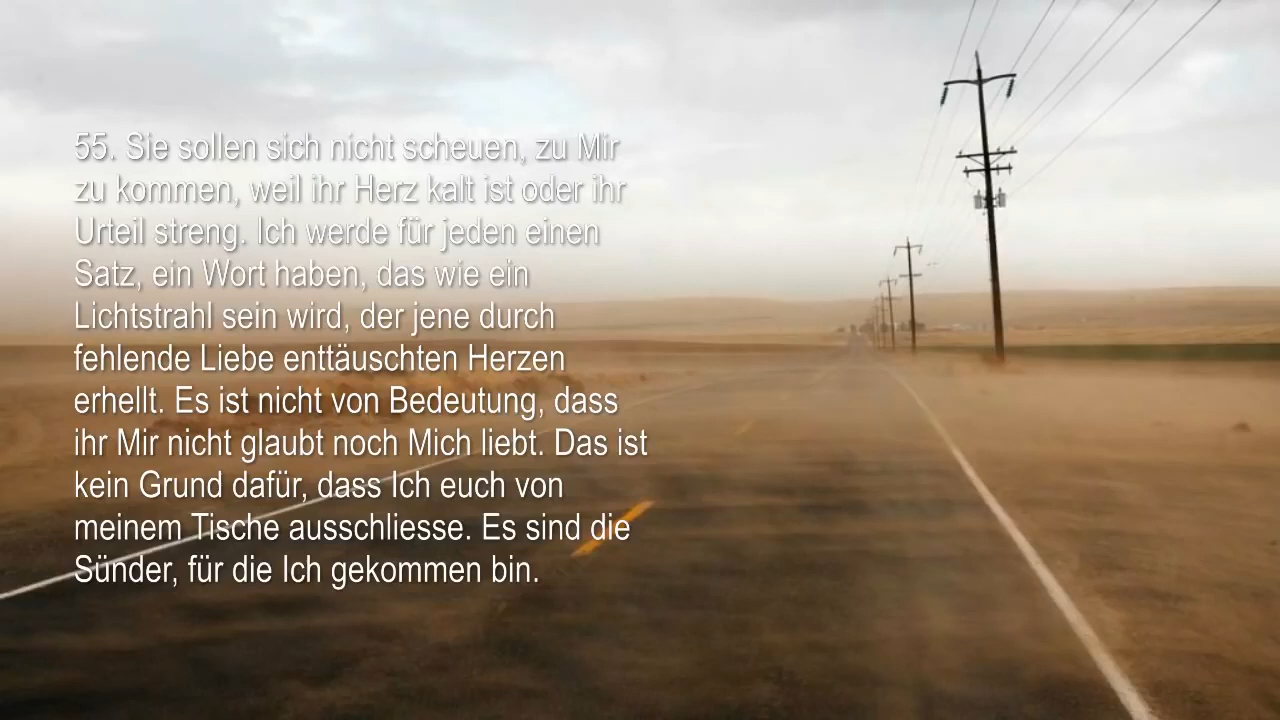 55. Sie sollen sich nicht scheuen, zu Mir
zu kommen, weil ihr Herz kalt ist oder ihr
Urteil streng. Ich werde für jeden einen
Satz, ein Wort haben, das wie ein
Lichtstrahl sein wird, der jene durch
fehlende Liebe enttäuschten Herzen
erhellt. Es ist nicht von Bedeutung, dass
ihr Mir nicht glaubt noch Mich liebt. Das ist
kein Grund dafür, dass Ich euch von
meinem Tische ausschliesse. Es sind die
Sünder, für die Ich gekommen bin.